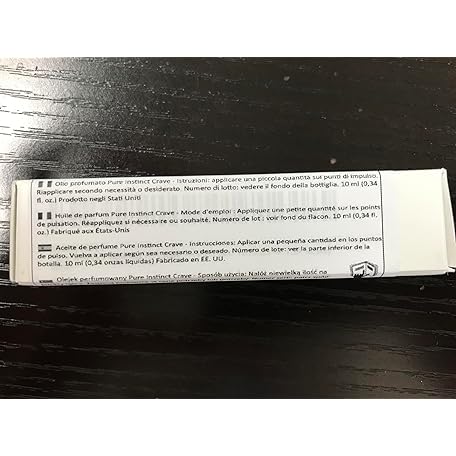 Olio profumato Pure Instinct Crave - Istruzioni: applicare una piccola quantità sui punti di impulso.
Riapplicare secondo necessità o desiderato. Numero di lotto: vedere il fondo della bottiglia. 10 ml (0,34
fl. oz.) Prodotto negli Stati Uniti
Huile de parfum Pure Instinct Crave - Mode d'emploi : Appliquez une petite quantité sur les points
de pulsation. Réappliquez si nécessaire ou souhaité. Numéro de lot : voir fond du flacon. 10 ml (0,34 fl.
oz.) Fabriqué aux États-Unis
Aceite de perfume Pure Instinct Crave - Instrucciones: Aplicar una pequeña cantidad en los puntos
de pulso. Vuelva a aplicar según sea necesario o deseado. Número de lote: ver la parte inferior de la
botella. 10 ml (0,34 onzas líquidas) Fabricado en EE. UU.
Olejek perfumowany Pure Instinct Crave - Sposób użycia: Nałóż niewielką ilość na